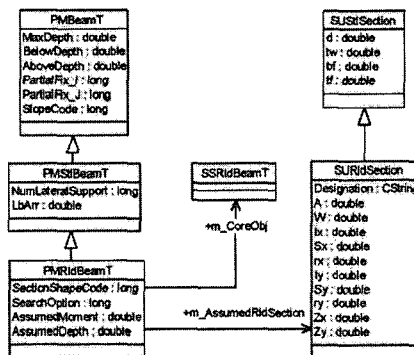 PMBeamT
MaxDepth : double
BelowDepth : double
AboveDepth : double
PartialFix_I : long
PartialFix_J : long
SlopeCode : long
PMStlBeamT
NumLateralSupport : long
LbArr : double
PMRldBeamT
SectionShapeCode : long
SearchOption : long
AssumedMoment : double
AssumedDepth : double
SSRldBeamT
+m_CoreObj
+m_AssumedRldSection
SUStlSection
d : double
tw : double
bf : double
tf : double
SURldSection
Designation : CString
A : double
W : double
Ix : double
Sx : double
rx : double
Iy : double
Sy : double
ry : double
Zx : double
Zy : double